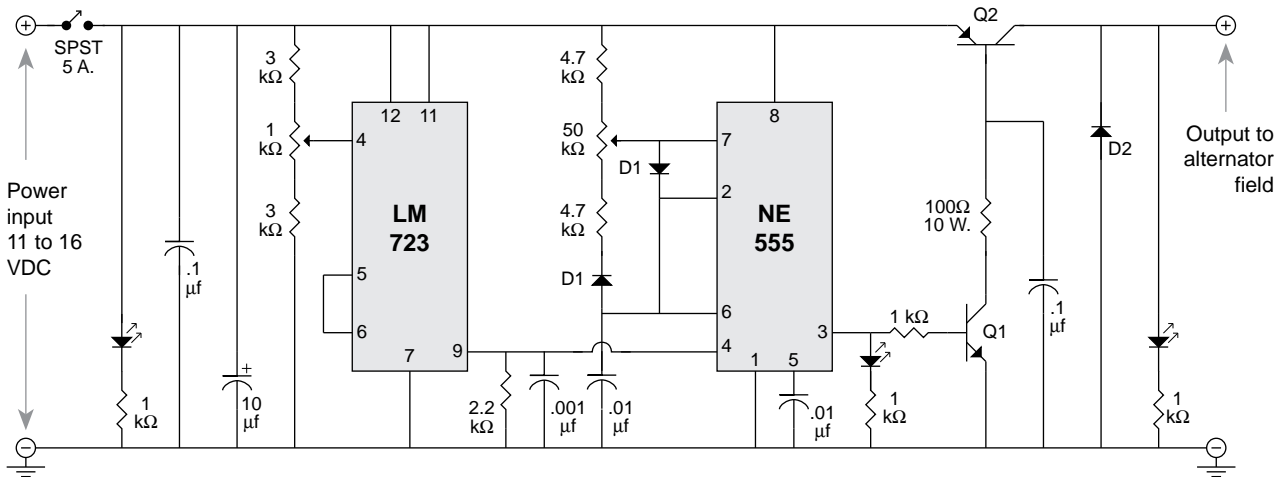 SPST
5 A.
Power
input
11 to 16
VDC
1
kΩ
.1
µf
+
10
µf
3
kΩ
1
kΩ
3
kΩ
12
11
4
LM
723
5
6
7
9
2.2
kΩ
.001
µf
.01
µf
4.7
kΩ
50
kΩ
D1
4.7
kΩ
D1
8
7
2
NE
555
6
4
3
1
5
.01
µf
1 kΩ
1
kΩ
Q1
100Ω
10 W.
Q2
.1
µf
D2
1
kΩ
Output to
alternator
field